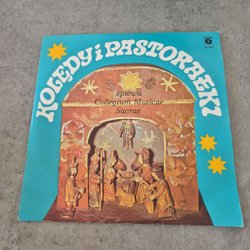 KOLĘDY i PASTORAŁKI
śpiewa
Collegium Musicae
Sacrae